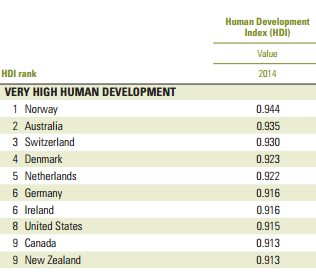 Human Development
Index (HDI)
Value
HDI rank 2014
VERY HIGH HUMAN DEVELOPMENT
1 Norway 0.944
2 Australia 0.935
3 Switzerland 0.930
4 Denmark 0.923
5 Netherlands 0.922
6 Germany 0.916
6 Ireland 0.916
8 United States 0.915
9 Canada 0.913
9 New Zealand 0.913